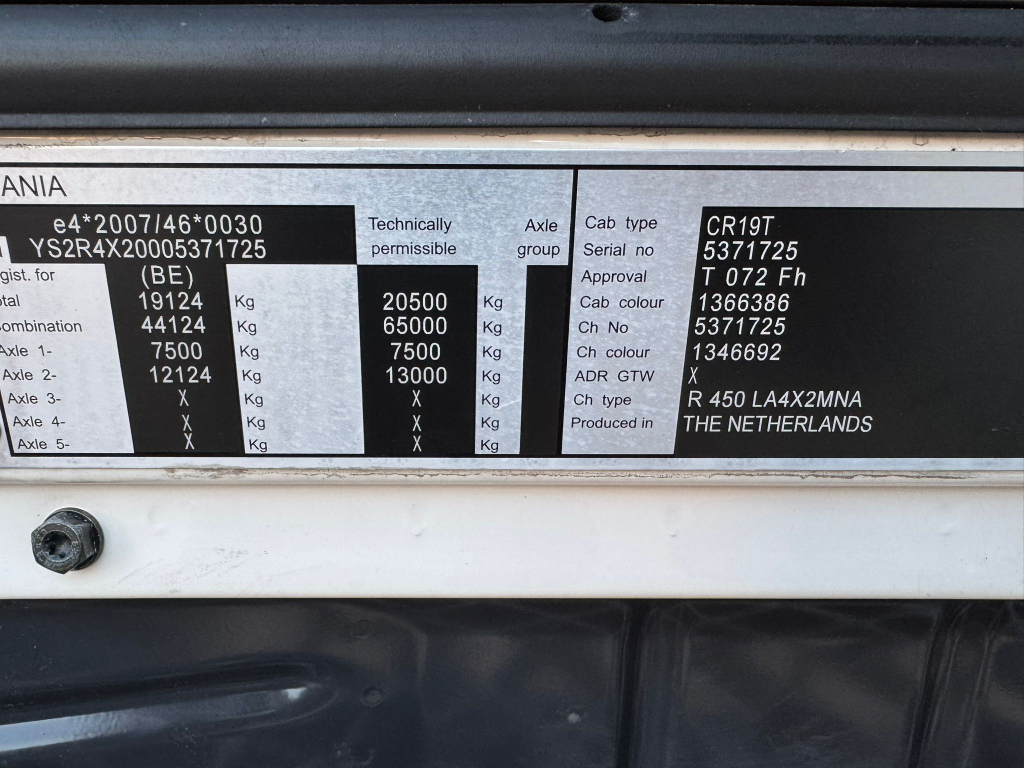 ANIA
e4*2007/46*0030
YS2R4X20005371725
gist. for (BE)
Technically permissible
Axle group
tal 19124 Kg 20500 Kg
ombination 44124 Kg 65000 Kg
Axle 1- 7500 Kg 7500 Kg
Axle 2- 12124 Kg 13000 Kg
Axle 3- X Kg X Kg
Axle 4- X Kg X Kg
Axle 5- X Kg X Kg
Cab type CR19T
Serial no 5371725
Approval T 072 Fh
Cab colour 1366386
Ch No 5371725
Ch colour 1346692
ADR GTW X
Ch type R 450 LA4X2MNA
Produced in THE NETHERLANDS